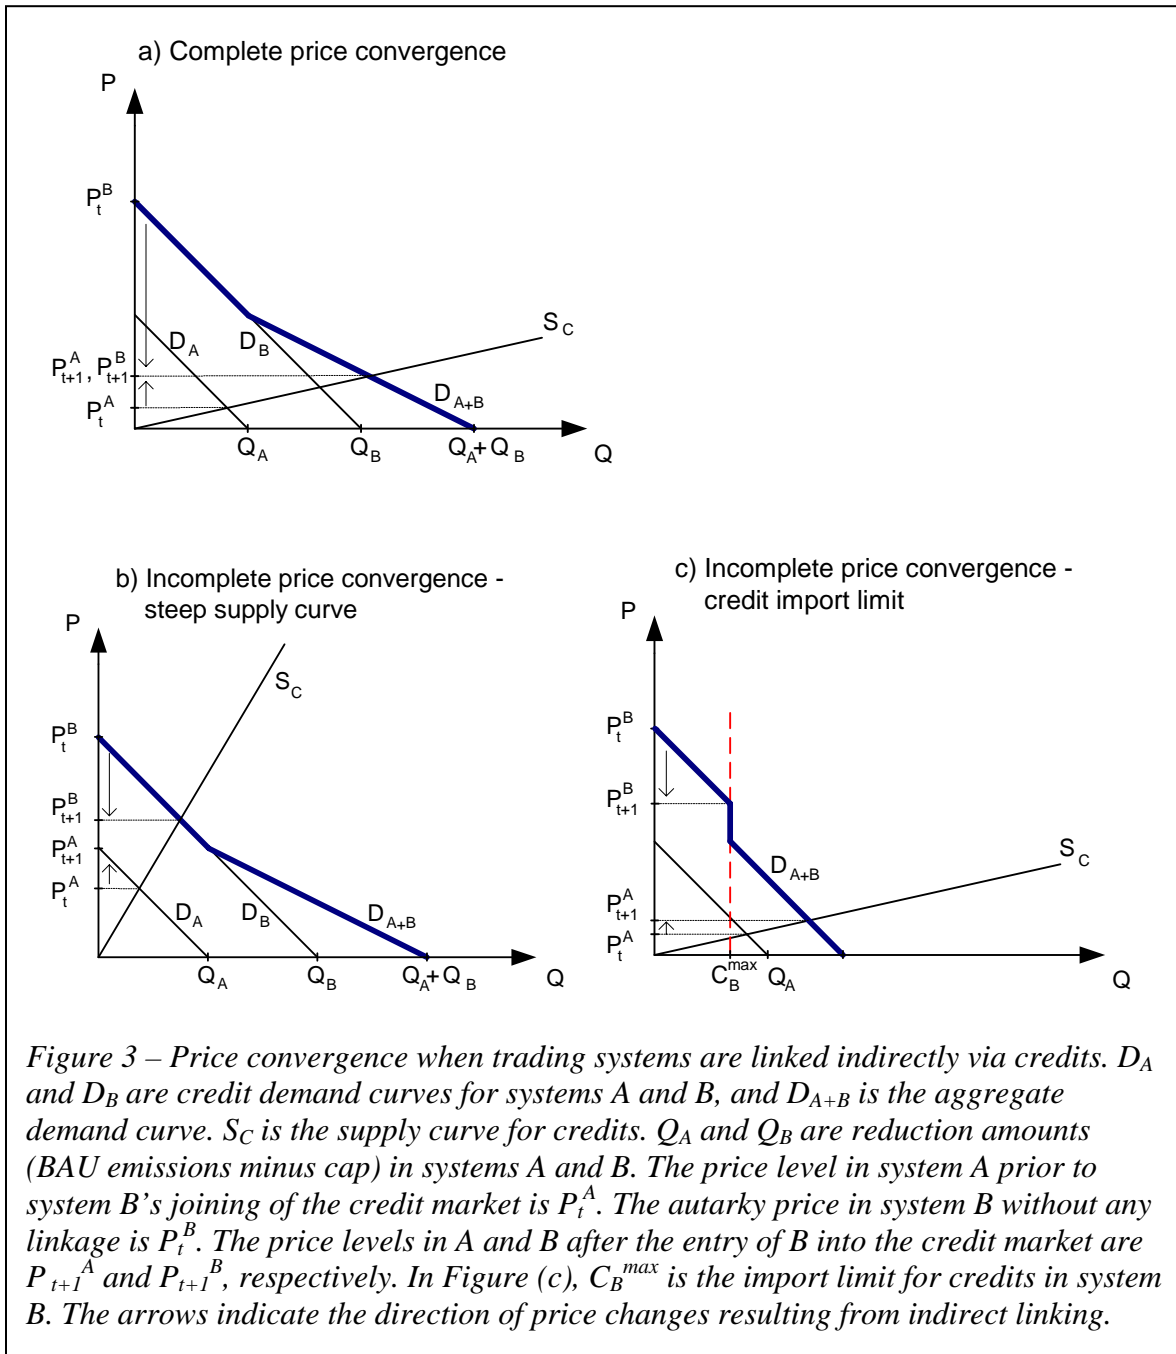 a) Complete price convergence
P
P_t^B
D_A
D_B
S_C
P_{t+1}^A, P_{t+1}^B
P_t^A
D_{A+B}
Q_A
Q_B
Q_A + Q_B
Q
b) Incomplete price convergence -
steep supply curve
P
S_C
P_t^B
P_{t+1}^B
P_{t+1}^A
P_t^A
D_A
D_B
D_{A+B}
Q_A
Q_B
Q_A + Q_B
Q
c) Incomplete price convergence -
credit import limit
P
P_t^B
P_{t+1}^B
S_C
D_{A+B}
P_{t+1}^A
P_t^A
C_B^{max}
Q_A
Q
Figure 3 – Price convergence when trading systems are linked indirectly via credits. D_A
and D_B are credit demand curves for systems A and B, and D_{A+B} is the aggregate
demand curve. S_C is the supply curve for credits. Q_A and Q_B are reduction amounts
(BAU emissions minus cap) in systems A and B. The price level in system A prior to
system B's joining of the credit market is P_t^A. The autarky price in system B without any
linkage is P_t^B. The price levels in A and B after the entry of B into the credit market are
P_{t+1}^A and P_{t+1}^B, respectively. In Figure (c), C_B^{max} is the import limit for credits in system
B. The arrows indicate the direction of price changes resulting from indirect linking.